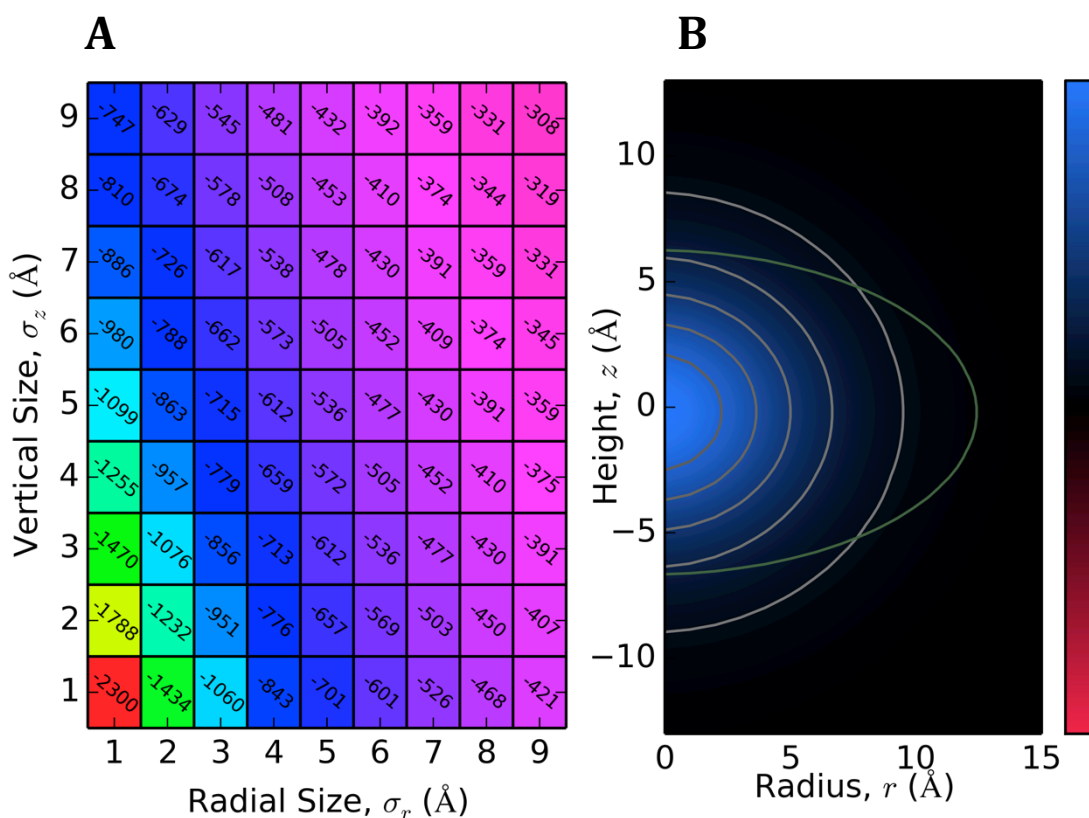 A
B
9 -747 -629 -545 -481 -432 -392 -359 -331 -308
8 -810 -674 -578 -508 -453 -410 -374 -344 -319
7 -886 -726 -617 -538 -478 -430 -391 -359 -331
6 -980 -788 -662 -573 -505 -452 -409 -374 -345
5 -1099 -863 -715 -612 -536 -477 -430 -391 -359
4 -1255 -957 -779 -659 -572 -505 -452 -410 -375
3 -1470 -1076 -856 -713 -612 -536 -477 -430 -391
2 -1788 -1232 -951 -776 -657 -569 -503 -450 -407
1 -2300 -1434 -1060 -843 -701 -601 -526 -468 -421
1 2 3 4 5 6 7 8 9
Vertical Size, σz (Å)
Radial Size, σr (Å)
10
5
0
−5
−10
Height, z (Å)
0 5 10 15
Radius, r (Å)